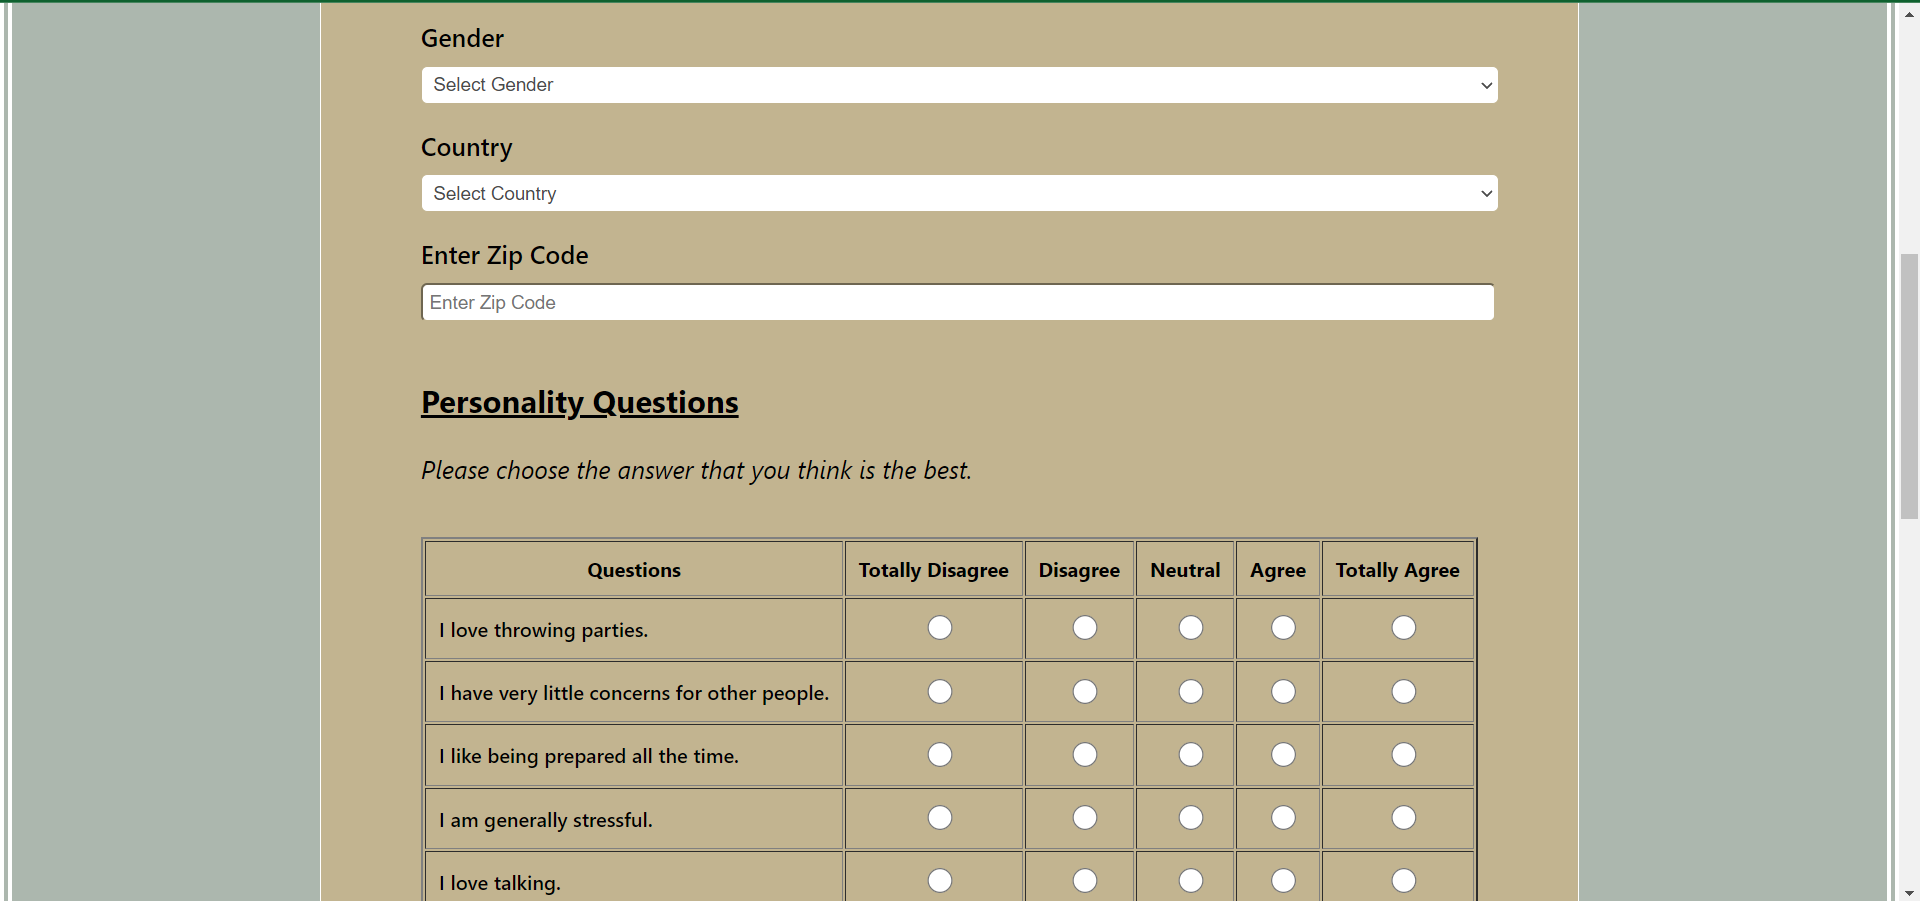 Gender
Select Gender
Country
Select Country
Enter Zip Code
Enter Zip Code
Personality Questions
Please choose the answer that you think is the best.
Questions Totally Disagree Disagree Neutral Agree Totally Agree
I love throwing parties.
I have very little concerns for other people.
I like being prepared all the time.
I am generally stressful.
I love talking.